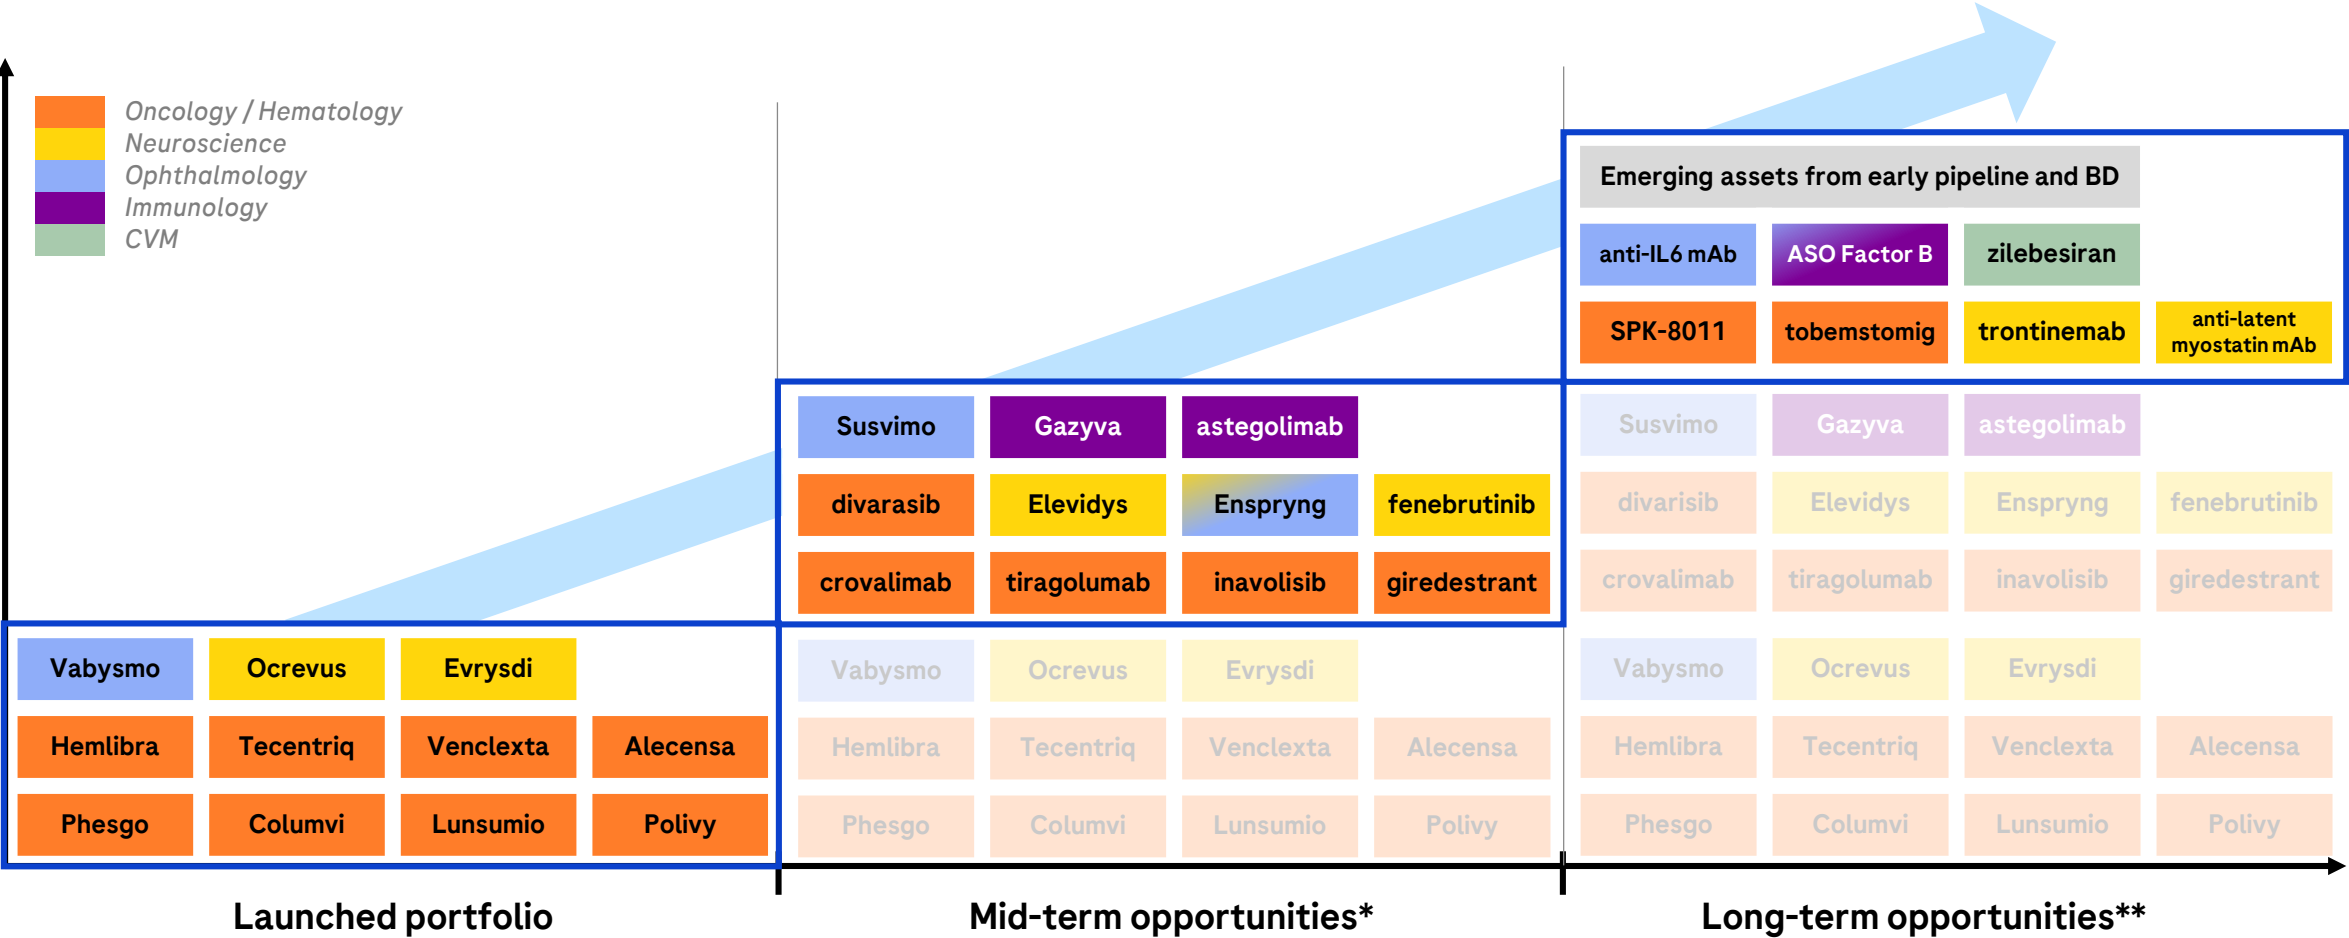 Oncology / Hematology
Neuroscience
Ophthalmology
Immunology
CVM
Emerging assets from early pipeline and BD
anti-IL6 mAb ASO Factor B zilebesiran
SPK-8011 tobemstomig trontinemab anti-latent
myostatin mAb
Susvimo Gazyva astegolimab
Susvimo Gazyva astegolimab
divarasib Elevidys Enspryng fenebrutinib
divarisib Elevidys Enspryng fenebrutinib
crovalimab tiragolumab inavolisib giredestrant
crovalimab tiragolumab inavolisib giredestrant
Vabysmo Ocrevus Evrysdi
Vabysmo Ocrevus Evrysdi
Vabysmo Ocrevus Evrysdi
Hemlibra Tecentriq Venclexta Alecensa
Hemlibra Tecentriq Venclexta Alecensa
Hemlibra Tecentriq Venclexta Alecensa
Phesgo Columvi Lunsumio Polivy
Phesgo Columvi Lunsumio Polivy
Phesgo Columvi Lunsumio Polivy
Launched portfolio
Mid-term opportunities*
Long-term opportunities**